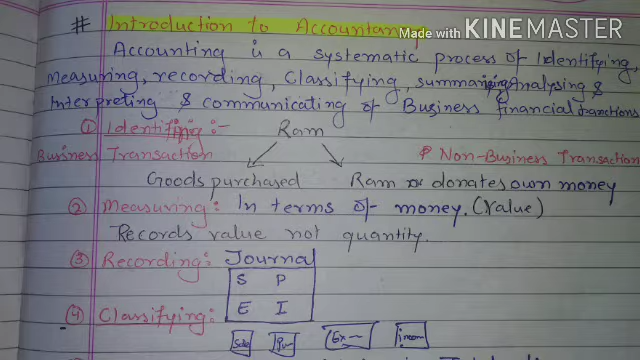 Made with KINEMASTER
# Introduction to Accountancy
Accounting is a systematic process of identifying,
measuring, recording, classifying, summarising, Analysing &
Interpreting & communicating of Business financial
① Identifying:-    Ram
Business Transaction    Non-Business Transaction
Goods purchased    Ram donates own money
② Measuring: In terms of money. (Value)
Records value not quantity.
③ Recording: Journal
S P
④ Classifying: E I
Sale